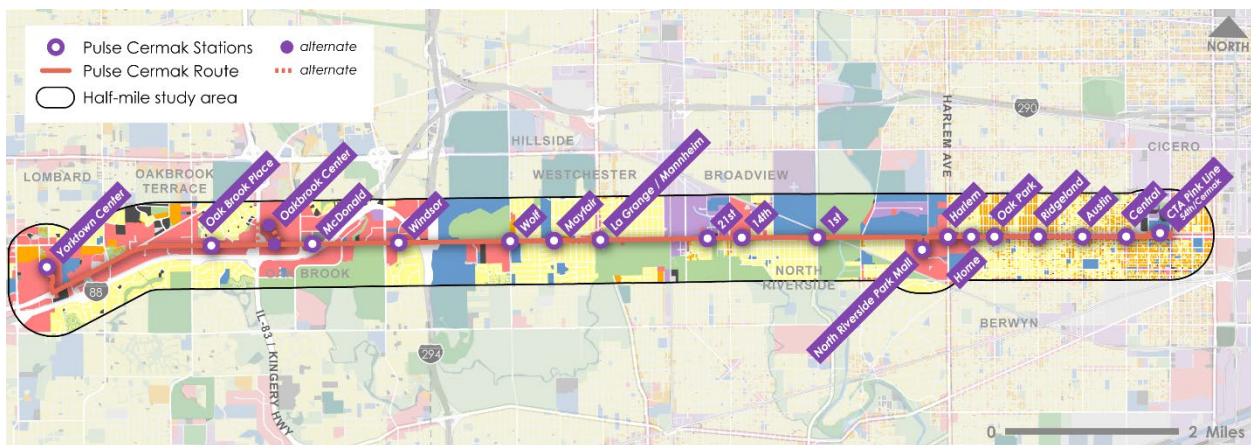 Pulse Cermak Stations
alternate
Pulse Cermak Route
alternate
Half-mile study area
NORTH
290
HARLEM AVE
HILLSIDE
CICERO
LOMBARD
OAKBROOK
TERRACE
WESTCHESTER
BROADVIEW
Yorktown Center
Oak Brook Place
Oakbrook Center
McDonald
Windsor
Wolf
Mayfair
La Grange / Mannheim
21st
14th
1st
North Riverside Park Mall
Harlem
Home
Oak Park
Ridgeland
Austin
Central
CTA Pink Line
54th/Cermak
OAK BROOK
NORTH
RIVERSIDE
88
IL-83 / KINGERY HWY
294
BERWYN
0
2 Miles